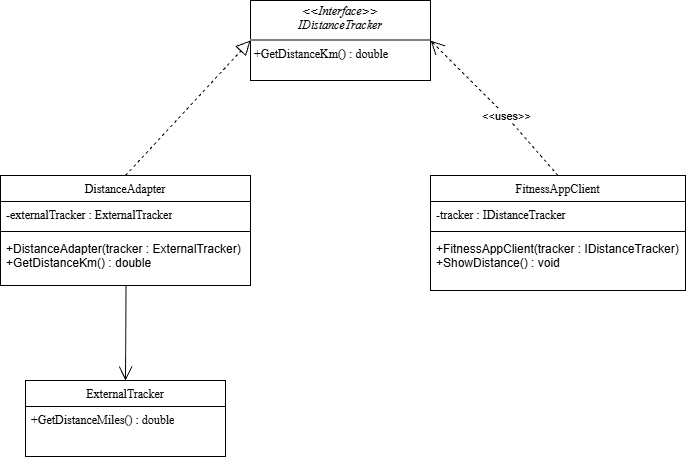 <<Interface>>
IDistanceTracker
+GetDistanceKm() : double
<<uses>>
DistanceAdapter
-externalTracker : ExternalTracker
+DistanceAdapter(tracker : ExternalTracker)
+GetDistanceKm() : double
FitnessAppClient
-tracker : IDistanceTracker
+FitnessAppClient(tracker : IDistanceTracker)
+ShowDistance() : void
ExternalTracker
+GetDistanceMiles() : double